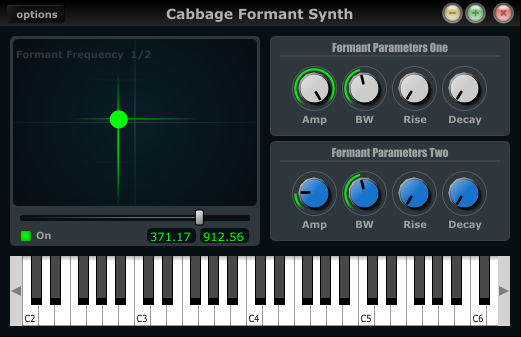 options
Cabbage Formant Synth
Formant Frequency 1/2
On
371.17
912.56
Formant Parameters One
Amp BW Rise Decay
Formant Parameters Two
Amp BW Rise Decay
C2 C3 C4 C5 C6